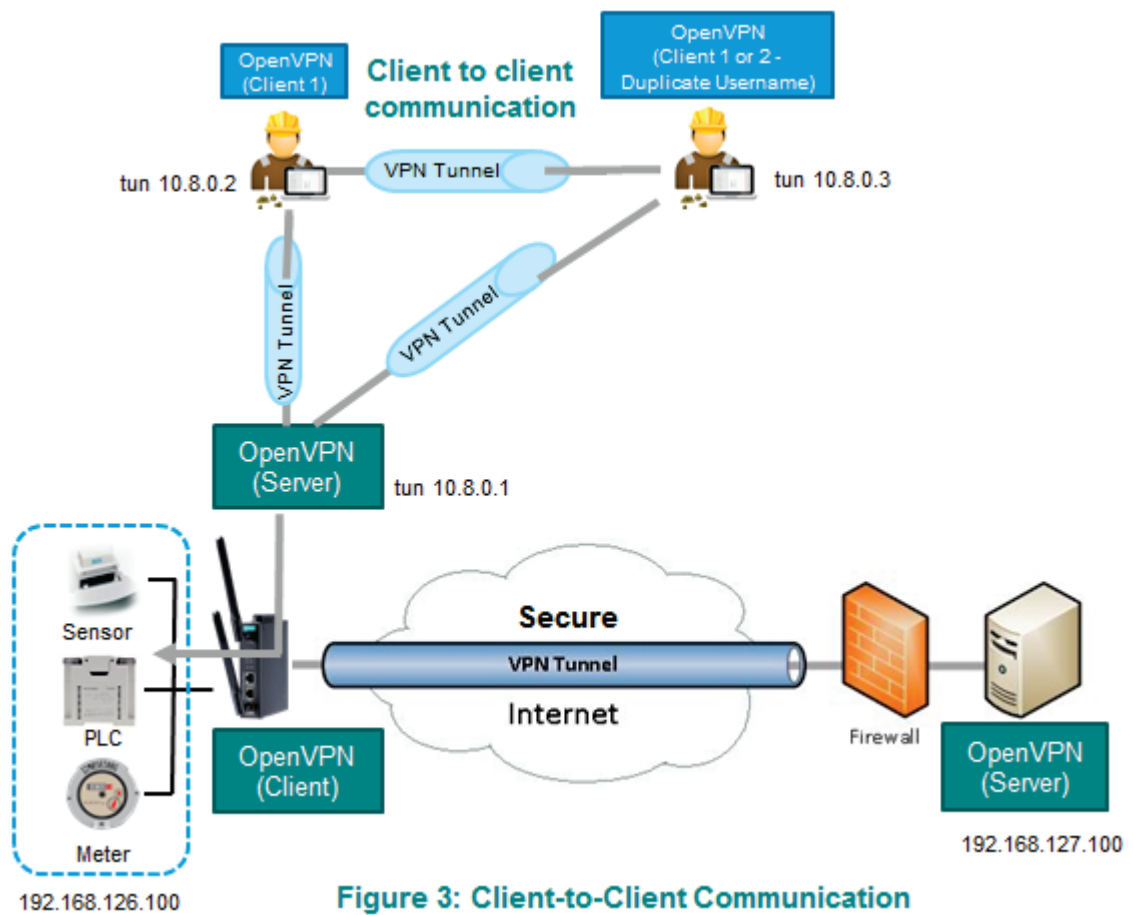 OpenVPN
(Client 1)
Client to client
communication
OpenVPN
(Client 1 or 2 -
Duplicate Username)
tun 10.8.0.2
VPN Tunnel
tun 10.8.0.3
VPN Tunnel
VPN Tunnel
OpenVPN
(Server)
tun 10.8.0.1
Sensor
PLC
Meter
192.168.126.100
OpenVPN
(Client)
Secure
VPN Tunnel
Internet
Firewall
OpenVPN
(Server)
192.168.127.100
Figure 3: Client-to-Client Communication